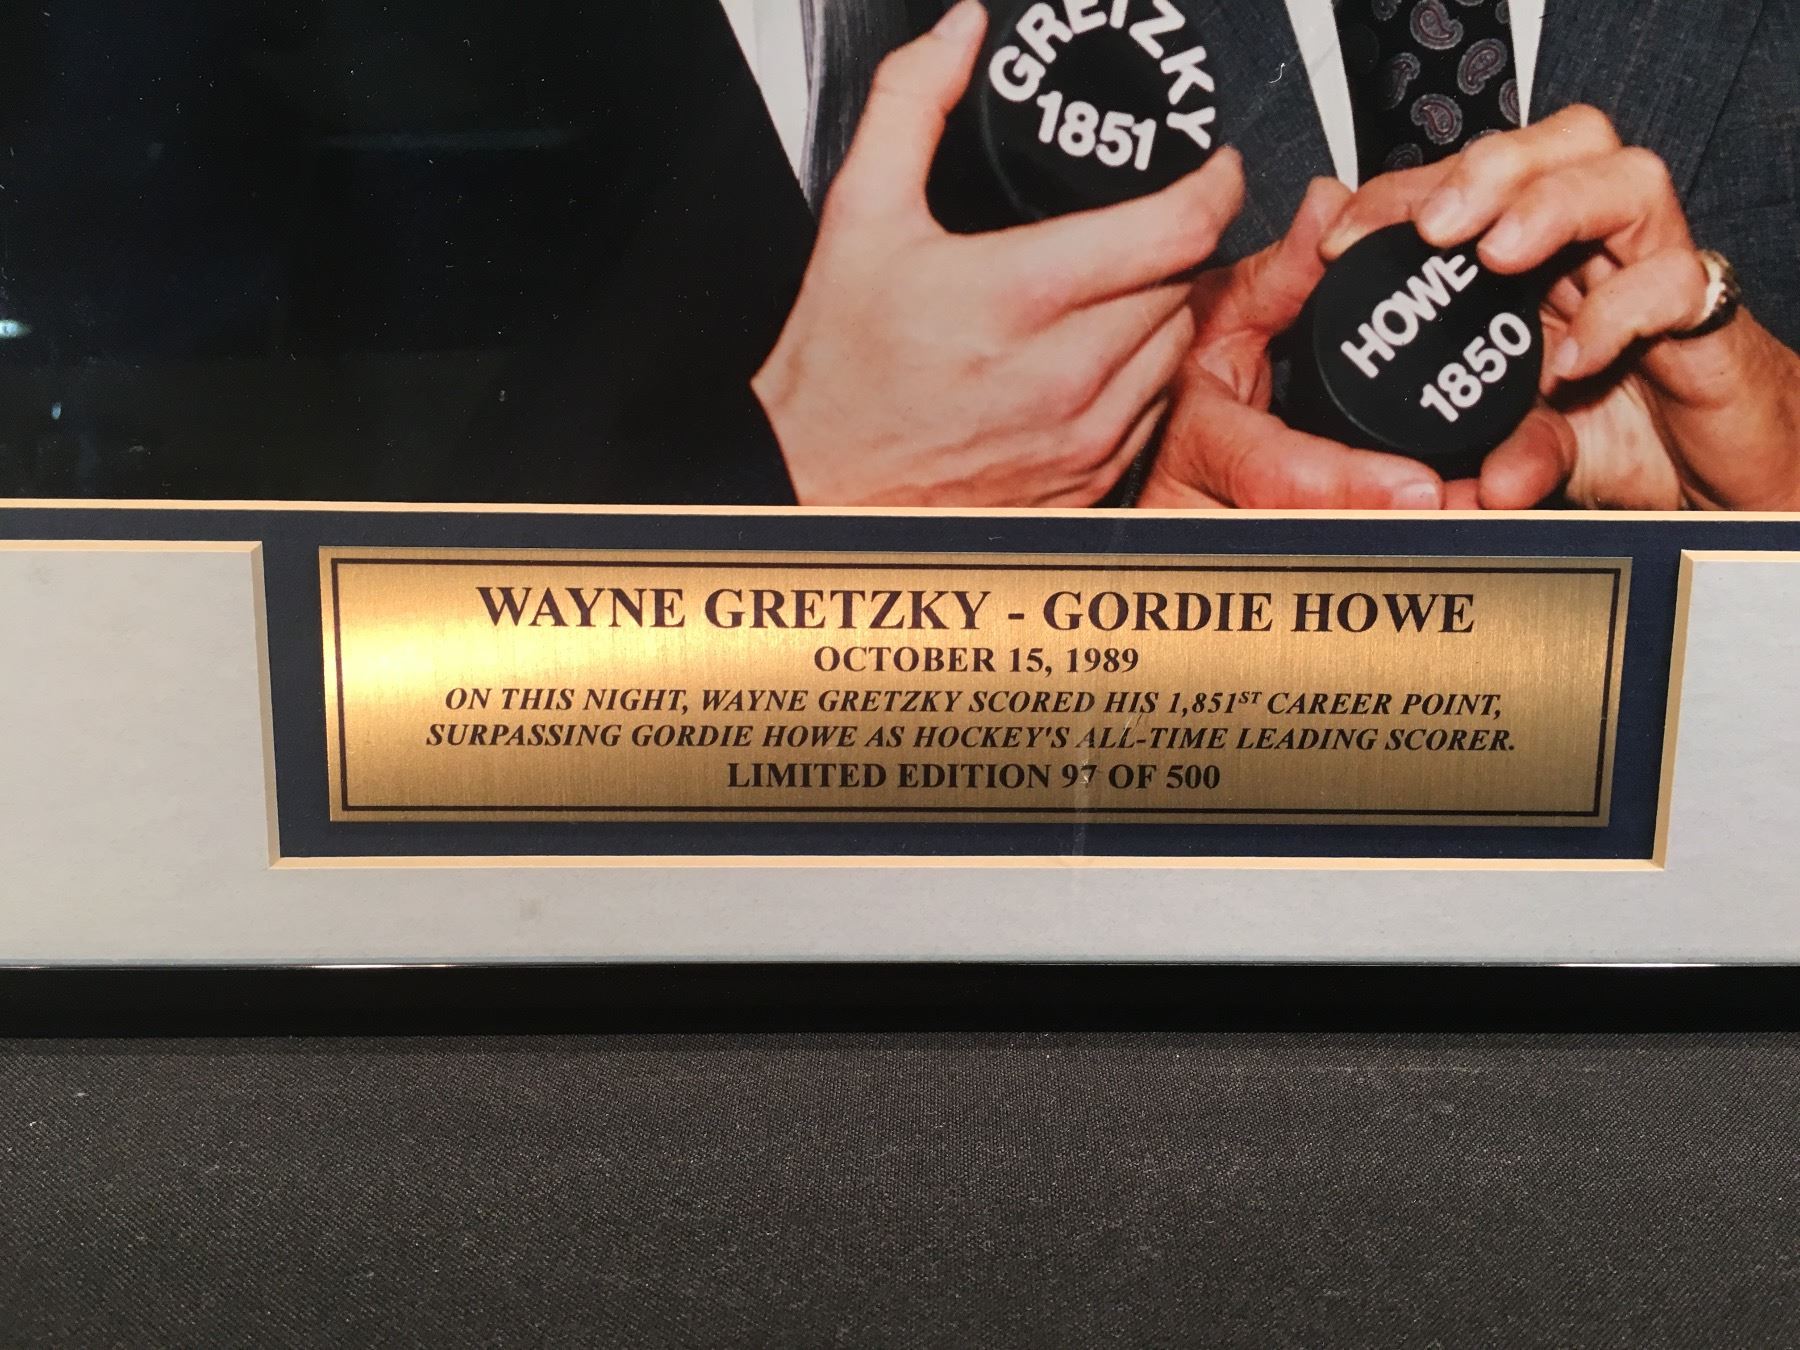 GRETZKY
1851
HOWE
1850
WAYNE GRETZKY - GORDIE HOWE
OCTOBER 15, 1989
ON THIS NIGHT, WAYNE GRETZKY SCORED HIS 1,851ST CAREER POINT,
SURPASSING GORDIE HOWE AS HOCKEY'S ALL-TIME LEADING SCORER.
LIMITED EDITION 97 OF 500